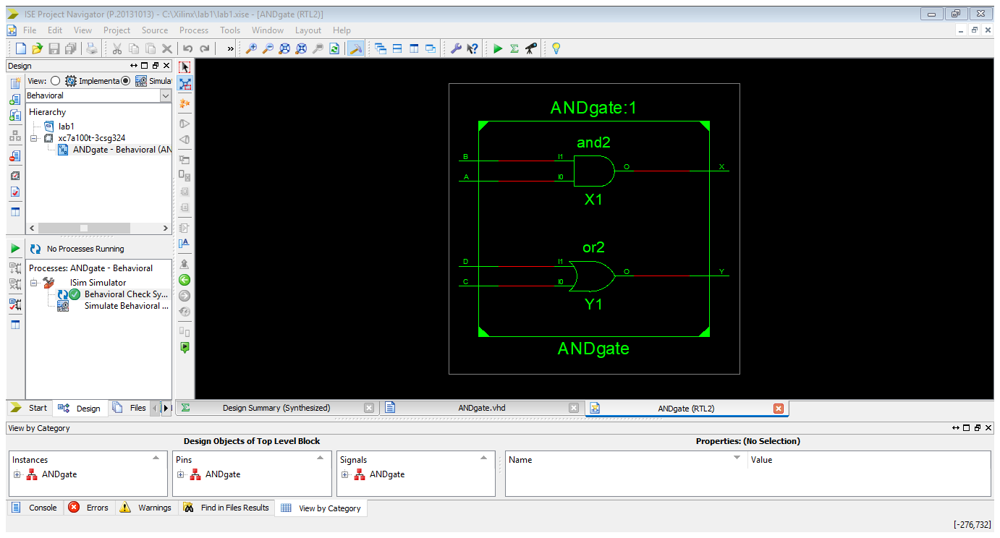 ISE Project Navigator (P.20131013) - C:\Xilinx\lab1\lab1.xise - [ANDgate (RTL2)]
File Edit View Project Source Process Tools Window Layout Help
»
Design
View: Implementa Simula
Behavioral
Hierarchy
lab1
xc7a100t-3csg324
ANDgate - Behavioral (AN
No Processes Running
Processes: ANDgate - Behavioral
ISim Simulator
Behavioral Check Sy...
Simulate Behavioral ...
Start Design Files
ANDgate:1
and2
B I1
O X
A I0
X1
or2
D I1
O Y
C I0
Y1
ANDgate
Design Summary (Synthesized) ANDgate.vhd ANDgate (RTL2)
View by Category
Design Objects of Top Level Block Properties: (No Selection)
Instances Pins Signals Name Value
ANDgate ANDgate ANDgate
Console Errors Warnings Find in Files Results View by Category
[-276,732]